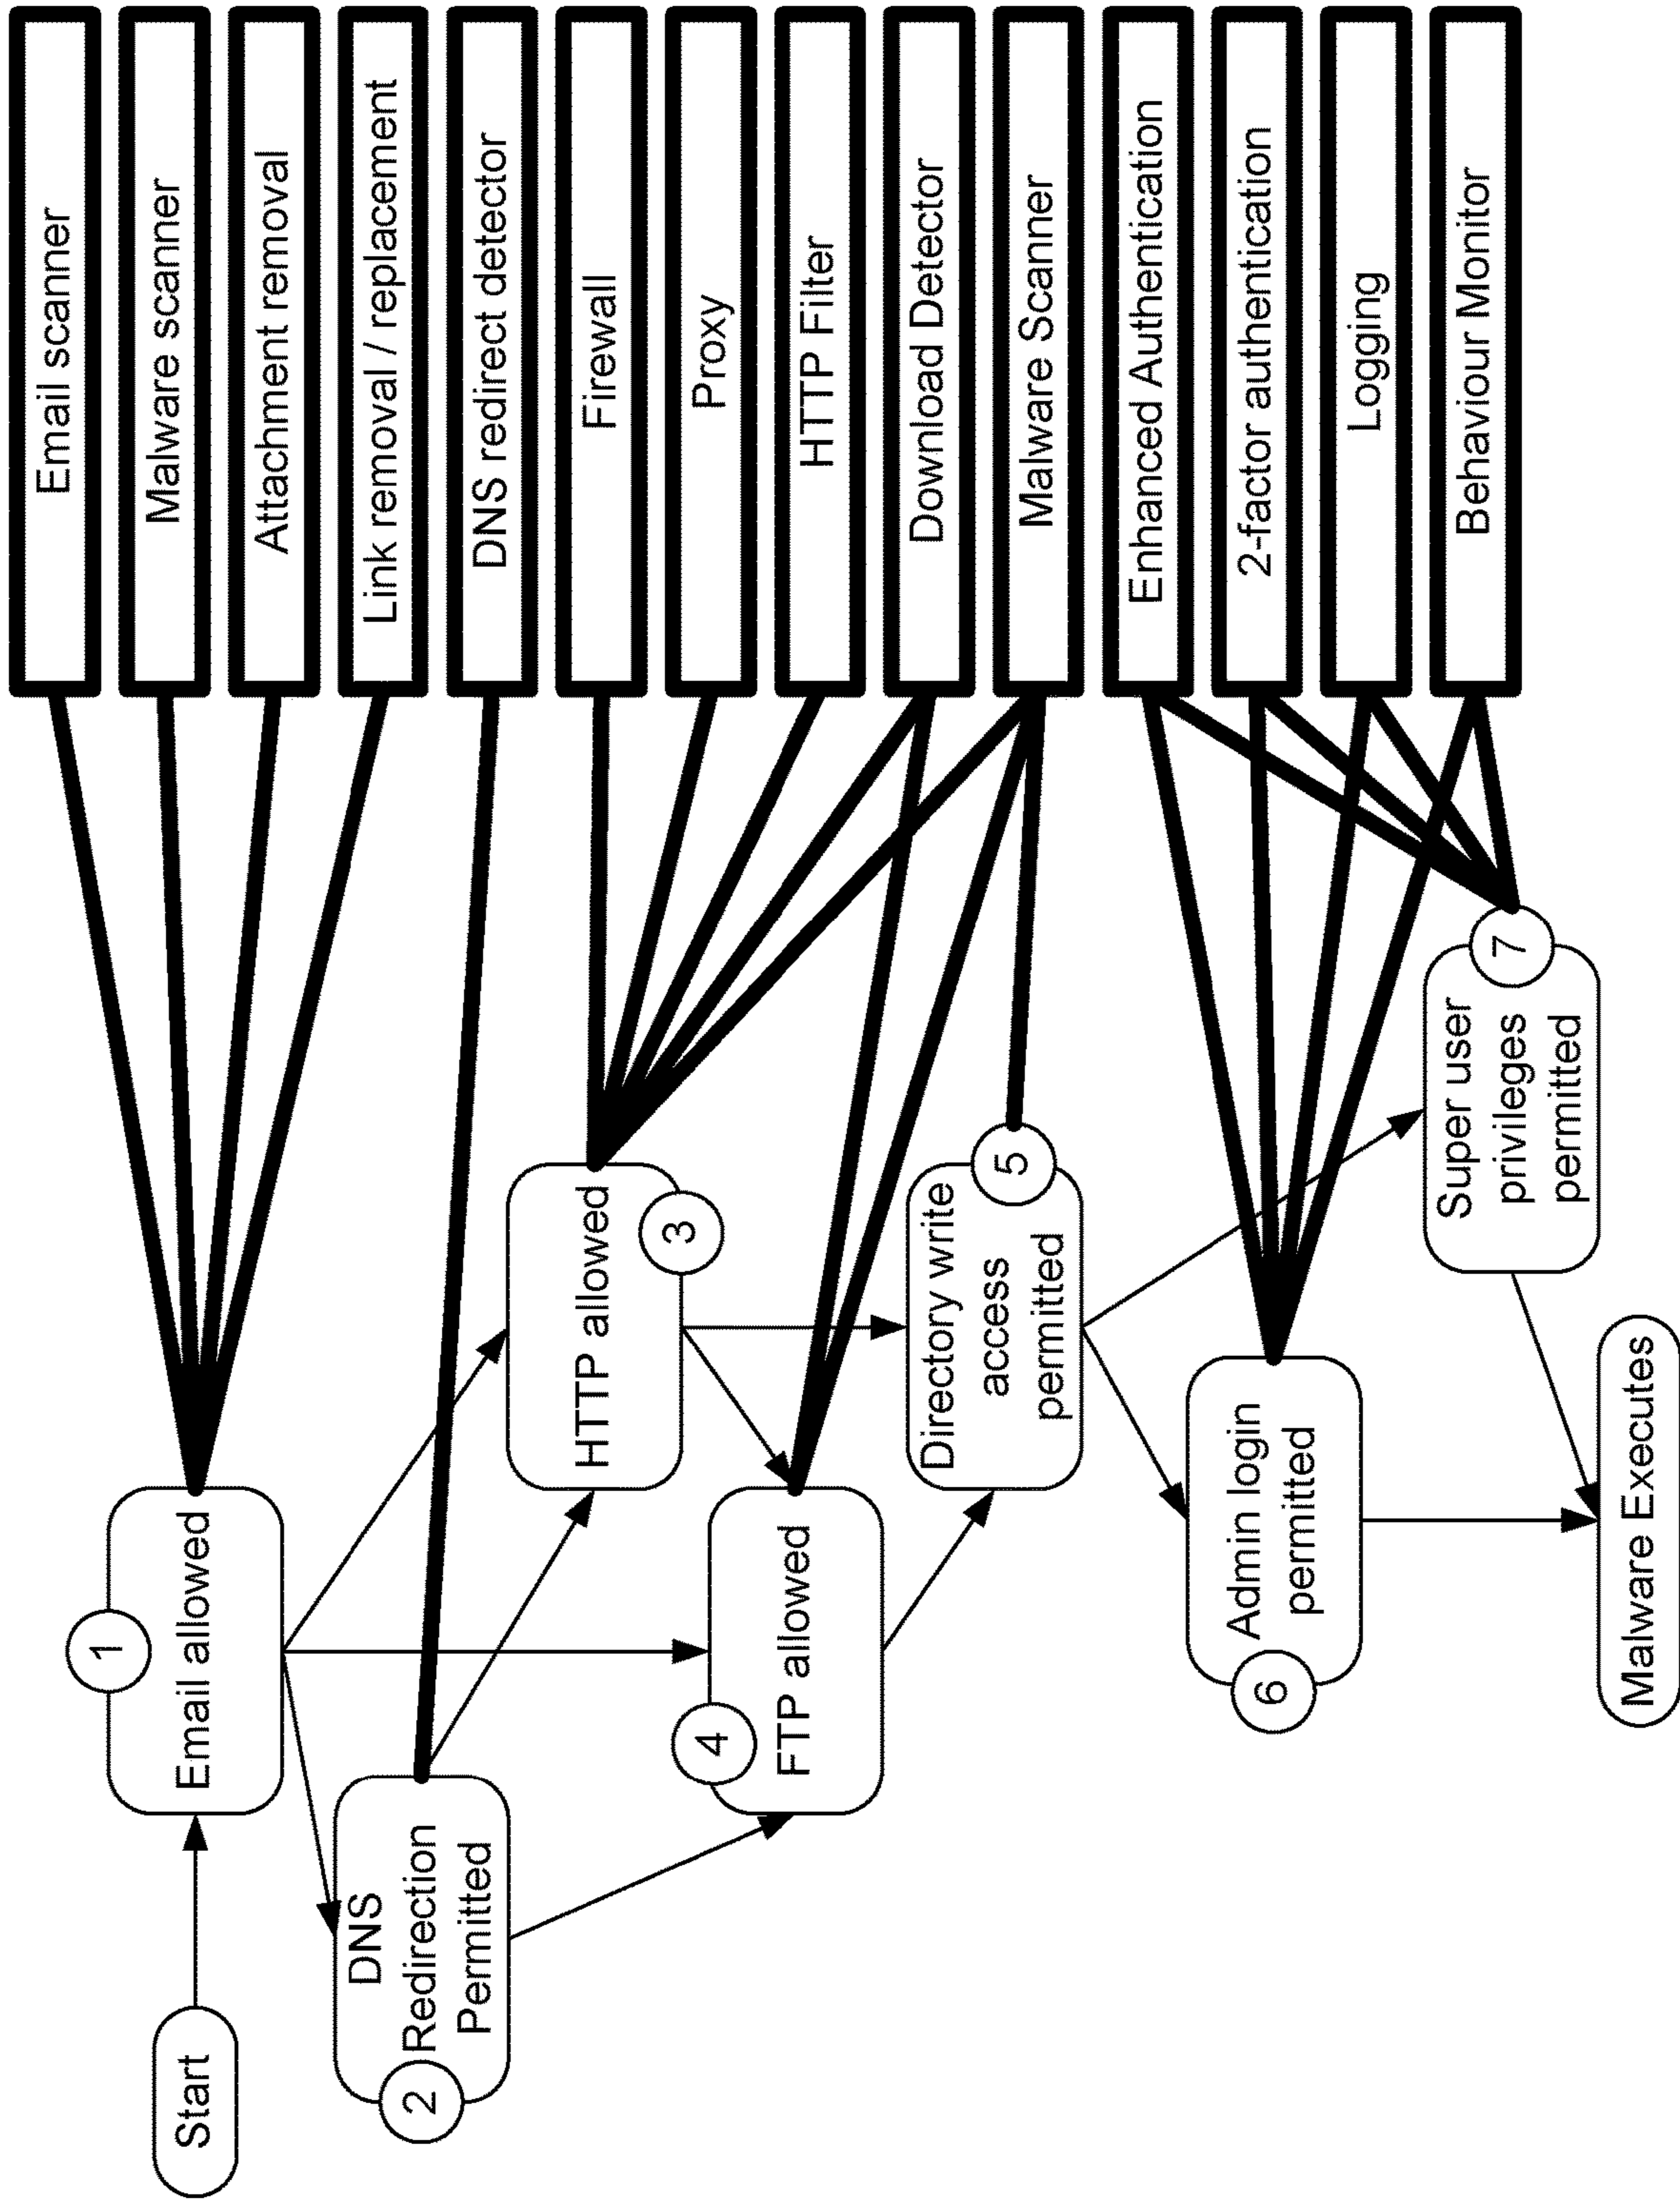 Start
1
Email allowed
2
DNS
Redirection
Permitted
HTTP allowed
3
4
FTP allowed
Directory write
access
permitted
5
Admin login
permitted
6
Super user
privileges
permitted
7
Malware Executes
Email scanner
Malware scanner
Attachment removal
Link removal / replacement
DNS redirect detector
Firewall
Proxy
HTTP Filter
Download Detector
Malware Scanner
Enhanced Authentication
2-factor authentication
Logging
Behaviour Monitor